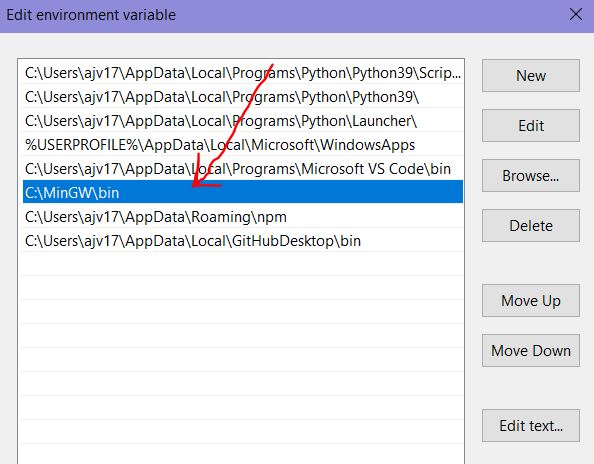 Edit environment variable
C:\Users\ajv17\AppData\Local\Programs\Python\Python39\Scrip...
C:\Users\ajv17\AppData\Local\Programs\Python\Python39\
C:\Users\ajv17\AppData\Local\Programs\Python\Launcher\
%USERPROFILE%\AppData\Local\Microsoft\WindowsApps
C:\Users\ajv17\AppData\Local\Programs\Microsoft VS Code\bin
C:\MinGW\bin
C:\Users\ajv17\AppData\Roaming\npm
C:\Users\ajv17\AppData\Local\GitHubDesktop\bin
New
Edit
Browse...
Delete
Move Up
Move Down
Edit text...